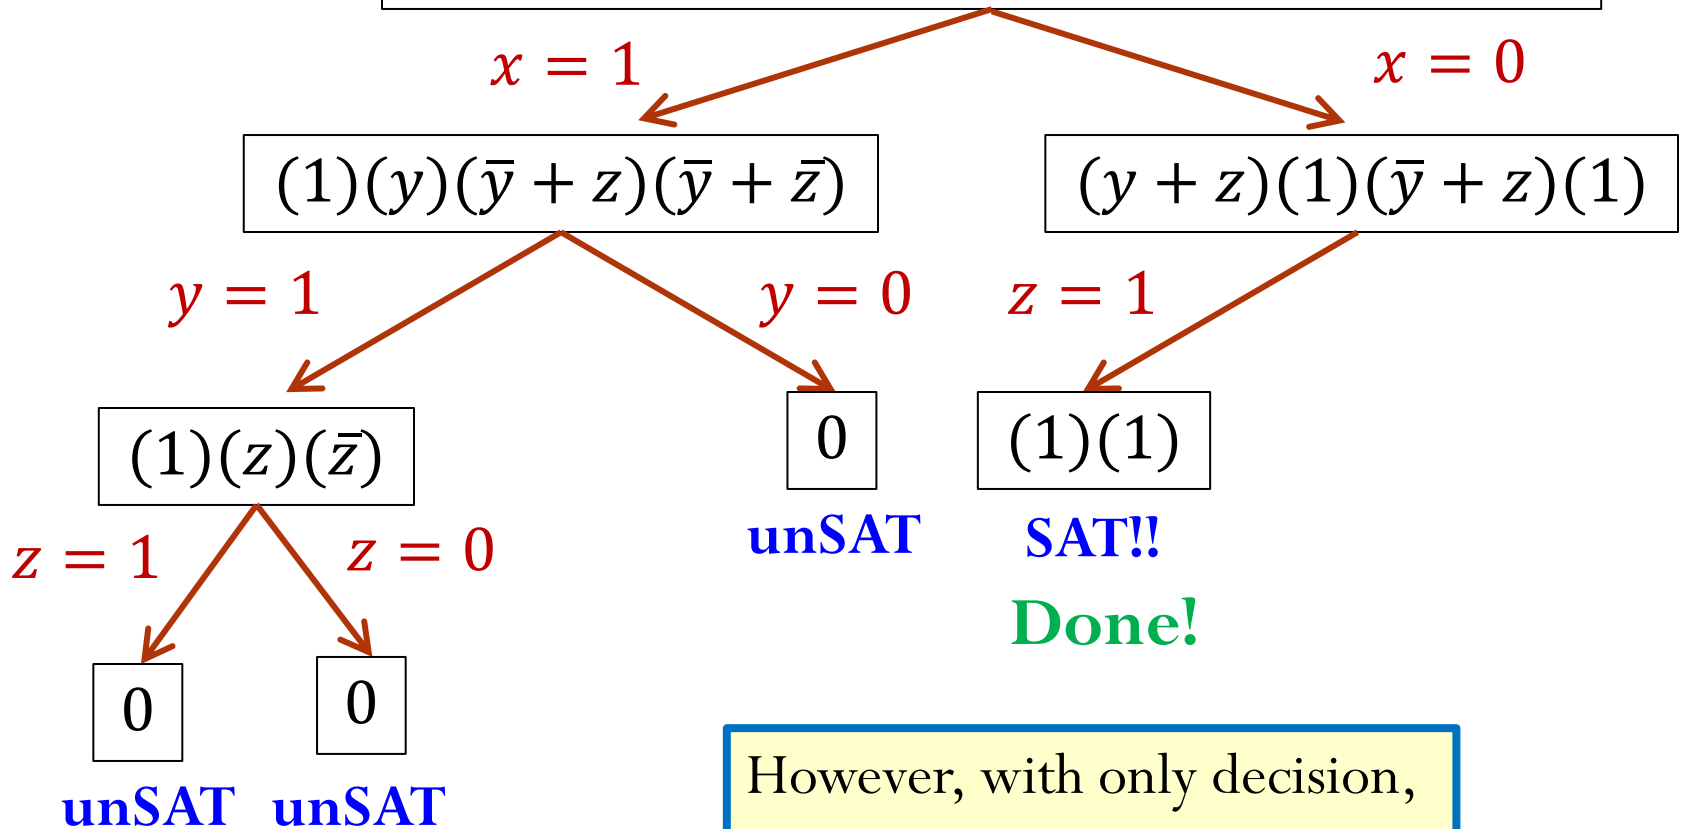 x = 1
x = 0
(1)(y)(y̅ + z)(y̅ + z̅)
(y + z)(1)(y̅ + z)(1)
y = 1
y = 0
z = 1
(1)(z)(z̅)
0
(1)(1)
unSAT
SAT!!
z = 1
z = 0
Done!
0
0
unSAT
unSAT
However, with only decision,